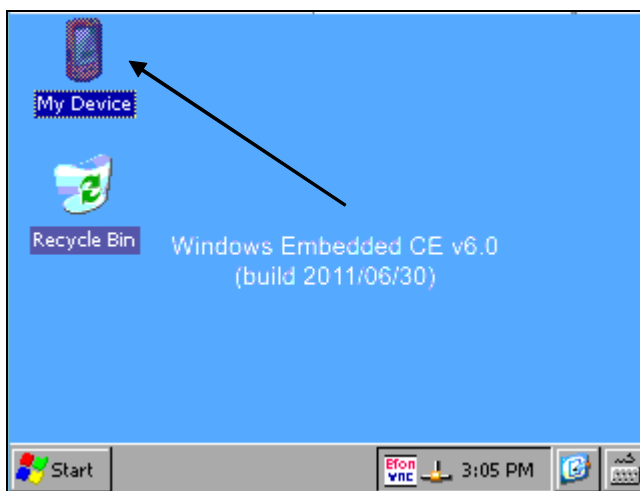 My Device
Recycle Bin
Windows Embedded CE v6.0
(build 2011/06/30)
Start
Efon
VNC
3:05 PM